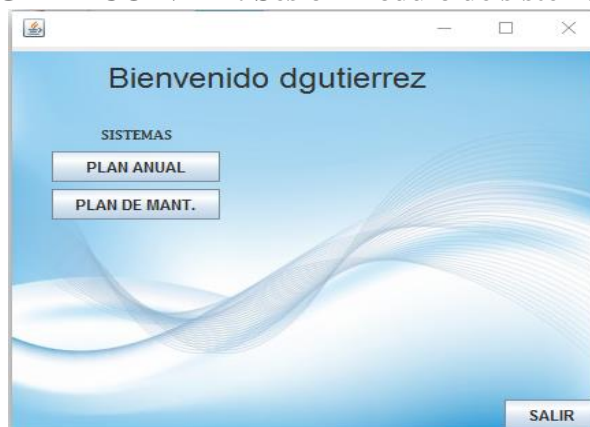 Bienvenido dgutierrez
SISTEMAS
PLAN ANUAL
PLAN DE MANT.
SALIR